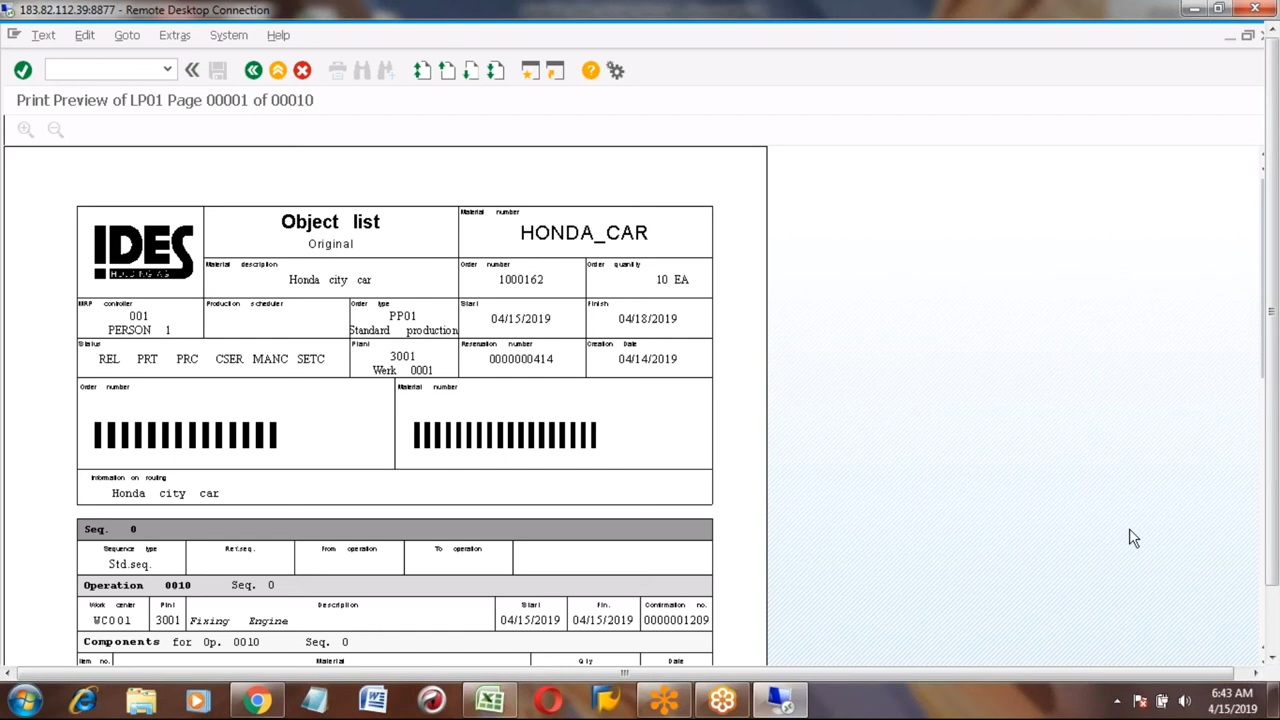 183.82.112.39:8877 - Remote Desktop Connection
Text Edit Goto Extras System Help
Print Preview of LP01 Page 00001 of 00010
IDES
HOLDING AG
Object list
Original
Material number
HONDA_CAR
Material description
Honda city car
Order number
1000162
Order quantity
10 EA
MRP controller
001
PERSON 1
Production scheduler
Order type
PP01
Standard production
Start
04/15/2019
Finish
04/18/2019
Status
REL PRT PRC CSER MANC SETC
Plant
3001
Werk 0001
Reservation number
0000000414
Creation Date
04/14/2019
Order number
Material number
Information on routing
Honda city car
Seq. 0
Sequence type
Std.seq.
Ref.seq.
From operation
To operation
Operation 0010 Seq. 0
Work center
WC001
Plnt
3001
Description
Fixing Engine
Start
04/15/2019
Fin.
04/15/2019
Confirmation no.
0000001209
Components for Op. 0010 Seq. 0
Item no. Material Qty Date
6:43 AM
4/15/2019